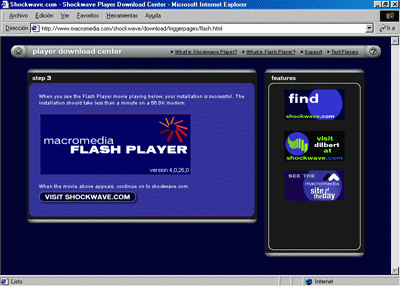 Shockwave.com - Shockwave Player Download Center - Microsoft Internet Explorer
Archivo Edición Ver Favoritos Herramientas Ayuda
Dirección http://www.macromedia.com/shockwave/download/triggerpages/flash.html Ir a
player download center What is Shockwave Player? What is Flash Player? Support Test Players ?
step 3
When you see the Flash Player movie playing below, your installation is successful. The
installation should take less than a minute on a 56.6K modem.
macromedia
FLASH PLAYER
version 4,0,26,0
When the movie above appears, continue on to shockwave.com.
VISIT SHOCKWAVE.COM
features
find
shockwave.com
visit
dilbert
at
shockwave.com
SEE THE
macromedia
site of
the day
Listo Internet